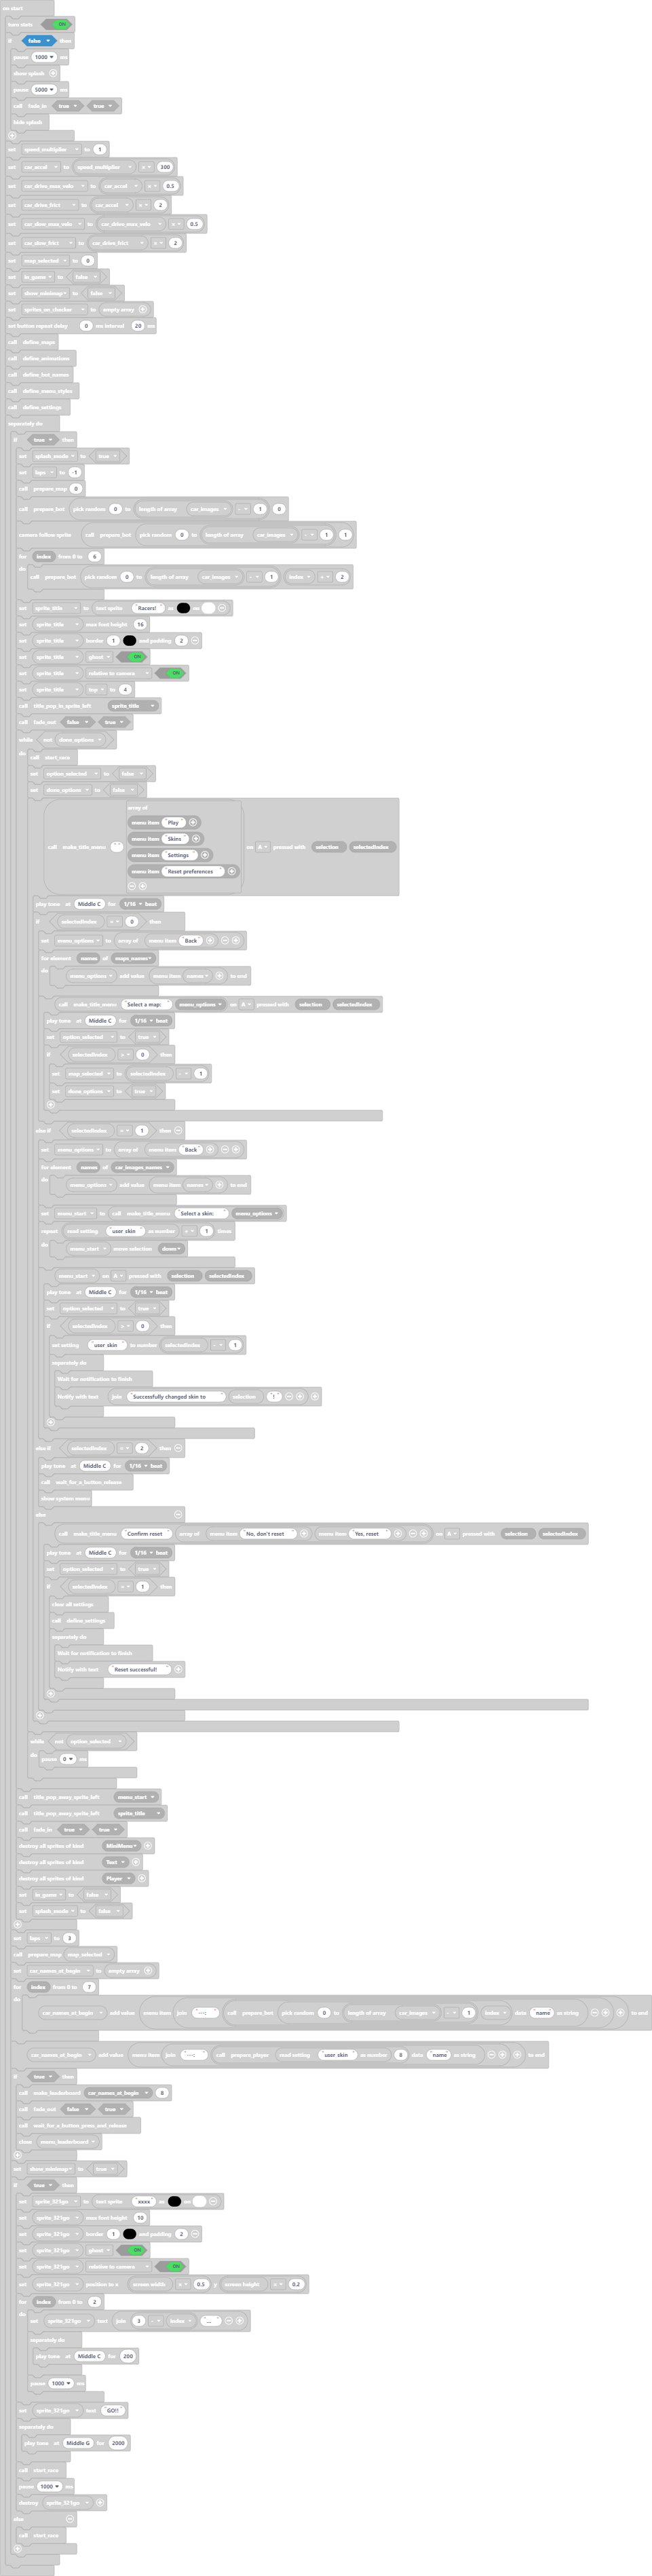 on start
turn stats ON
if false then
pause 1000 ms
show splash
pause 5000 ms
call fade_in true true
hide splash
set speed_multiplier to 1
set car_accel to speed_multiplier × 300
set car_drive_max_velo to car_accel × 0.5
set car_drive_frict to car_accel × 2
set car_slow_max_velo to car_drive_max_velo × 0.5
set car_slow_frict to car_drive_frict × 2
set map_selected to 0
set in_game to false
set show_minimap to false
set sprites_on_checker to empty array
set button repeat delay 0 ms interval 20 ms
call define_maps
call define_animations
call define_bot_names
call define_menu_styles
call define_settings
separately do
if true then
set splash_mode to true
set laps to -1
call prepare_map 0
call prepare_bot pick random 0 to length of array car_images - 1 0
camera follow sprite call prepare_bot pick random 0 to length of array car_images - 1 1
for index from 0 to 6
do call prepare_bot pick random 0 to length of array car_images - 1 index + 2
set sprite_title to text sprite "Racers!" as on
set sprite_title max font height 16
set sprite_title border 1 and padding 2
set sprite_title ghost ON
set sprite_title relative to camera ON
set sprite_title top to 4
call title_pop_in_sprite_left sprite_title
call fade_out false true
while not done_options
do call start_race
set option_selected to false
set done_options to false
array of
menu item "Play"
menu item "Skins"
call make_title_menu " " on A pressed with selection selectedIndex
menu item "Settings"
menu item "Reset preferences"
play tone at Middle C for 1/16 beat
if selectedIndex = 0 then
set menu_options to array of menu item "Back"
for element names of maps_names
do menu_options add value menu item names to end
call make_title_menu "Select a map:" menu_options on A pressed with selection selectedIndex
play tone at Middle C for 1/16 beat
set option_selected to true
if selectedIndex > 0 then
set map_selected to selectedIndex - 1
set done_options to true
else if selectedIndex = 1 then
set menu_options to array of menu item "Back"
for element names of car_images_names
do menu_options add value menu item names to end
set menu_start to call make_title_menu "Select a skin:" menu_options
repeat read setting "user skin" as number + 1 times
do menu_start move selection down
menu_start on A pressed with selection selectedIndex
play tone at Middle C for 1/16 beat
set option_selected to true
if selectedIndex > 0 then
set setting "user skin" to number selectedIndex - 1
separately do
Wait for notification to finish
Notify with text join "Successfully changed skin to " selection "!"
else if selectedIndex = 2 then
play tone at Middle C for 1/16 beat
call wait_for_a_button_release
show system menu
else
call make_title_menu "Confirm reset" array of menu item "No, don't reset" menu item "Yes, reset" on A pressed with selection selectedIndex
play tone at Middle C for 1/16 beat
set option_selected to true
if selectedIndex = 1 then
clear all settings
call define_settings
separately do
Wait for notification to finish
Notify with text "Reset successful!"
while not option_selected
do pause 0 ms
call title_pop_away_sprite_left menu_start
call title_pop_away_sprite_left sprite_title
call fade_in true true
destroy all sprites of kind MiniMenu
destroy all sprites of kind Text
destroy all sprites of kind Player
set in_game to false
set splash_mode to false
set laps to 3
call prepare_map map_selected
set car_names_at_begin to empty array
for index from 0 to 7
do car_names_at_begin add value menu item join "--:" call prepare_bot pick random 0 to length of array car_images - 1 index data "name" as string to end
car_names_at_begin add value menu item join "--:" call prepare_player read setting "user skin" as number 8 data "name" as string to end
if true then
call make_leaderboard car_names_at_begin 8
call fade_out false true
call wait_for_a_button_press_and_release
close menu_leaderboard
set show_minimap to true
if true then
set sprite_321go to text sprite "xxxx" as on
set sprite_321go max font height 10
set sprite_321go border 1 and padding 2
set sprite_321go ghost ON
set sprite_321go relative to camera ON
set sprite_321go position to x screen width × 0.5 y screen height × 0.2
for index from 0 to 2
do set sprite_321go text join 3 - index "..."
separately do
play tone at Middle C for 200
pause 1000 ms
set sprite_321go text "GO!!"
separately do
play tone at Middle G for 2000
call start_race
pause 1000 ms
destroy sprite_321go
else
call start_race